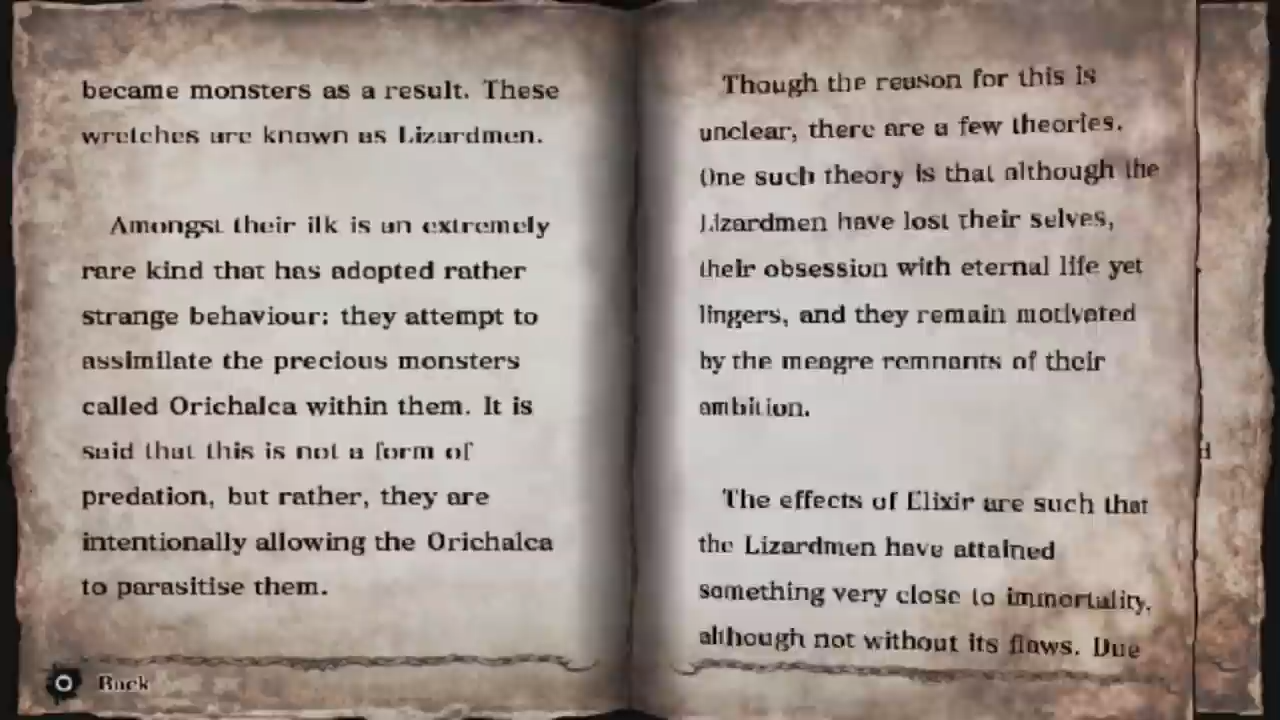 became monsters as a result. These
wretches are known as Lizardmen.
Amongst their ilk is an extremely
rare kind that has adopted rather
strange behaviour: they attempt to
assimilate the precious monsters
called Orichalca within them. It is
said that this is not a form of
predation, but rather, they are
intentionally allowing the Orichalca
to parasitise them.
Though the reason for this is
unclear, there are a few theories.
One such theory is that although the
Lizardmen have lost their selves,
their obsession with eternal life yet
lingers, and they remain motivated
by the meagre remnants of their
ambition.
The effects of Elixir are such that
the Lizardmen have attained
something very close to immortality,
although not without its flaws. Due
Back